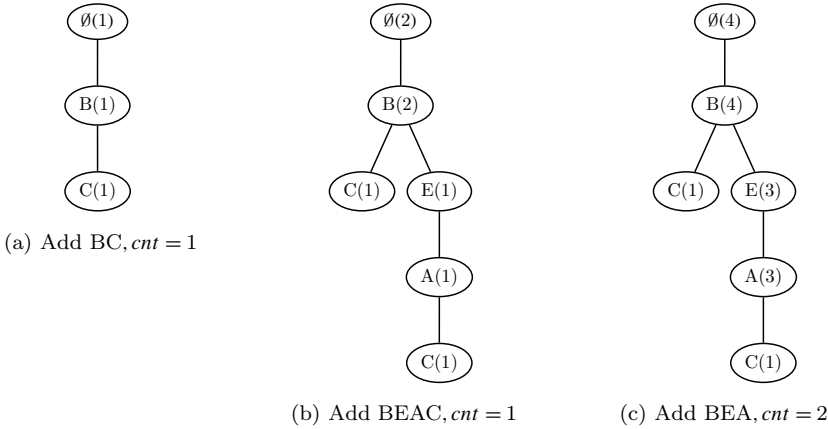 ∅(1)
B(1)
C(1)
(a) Add BC, cnt = 1
∅(2)
B(2)
C(1) E(1)
A(1)
C(1)
(b) Add BEAC, cnt = 1
∅(4)
B(4)
C(1) E(3)
A(3)
C(1)
(c) Add BEA, cnt = 2